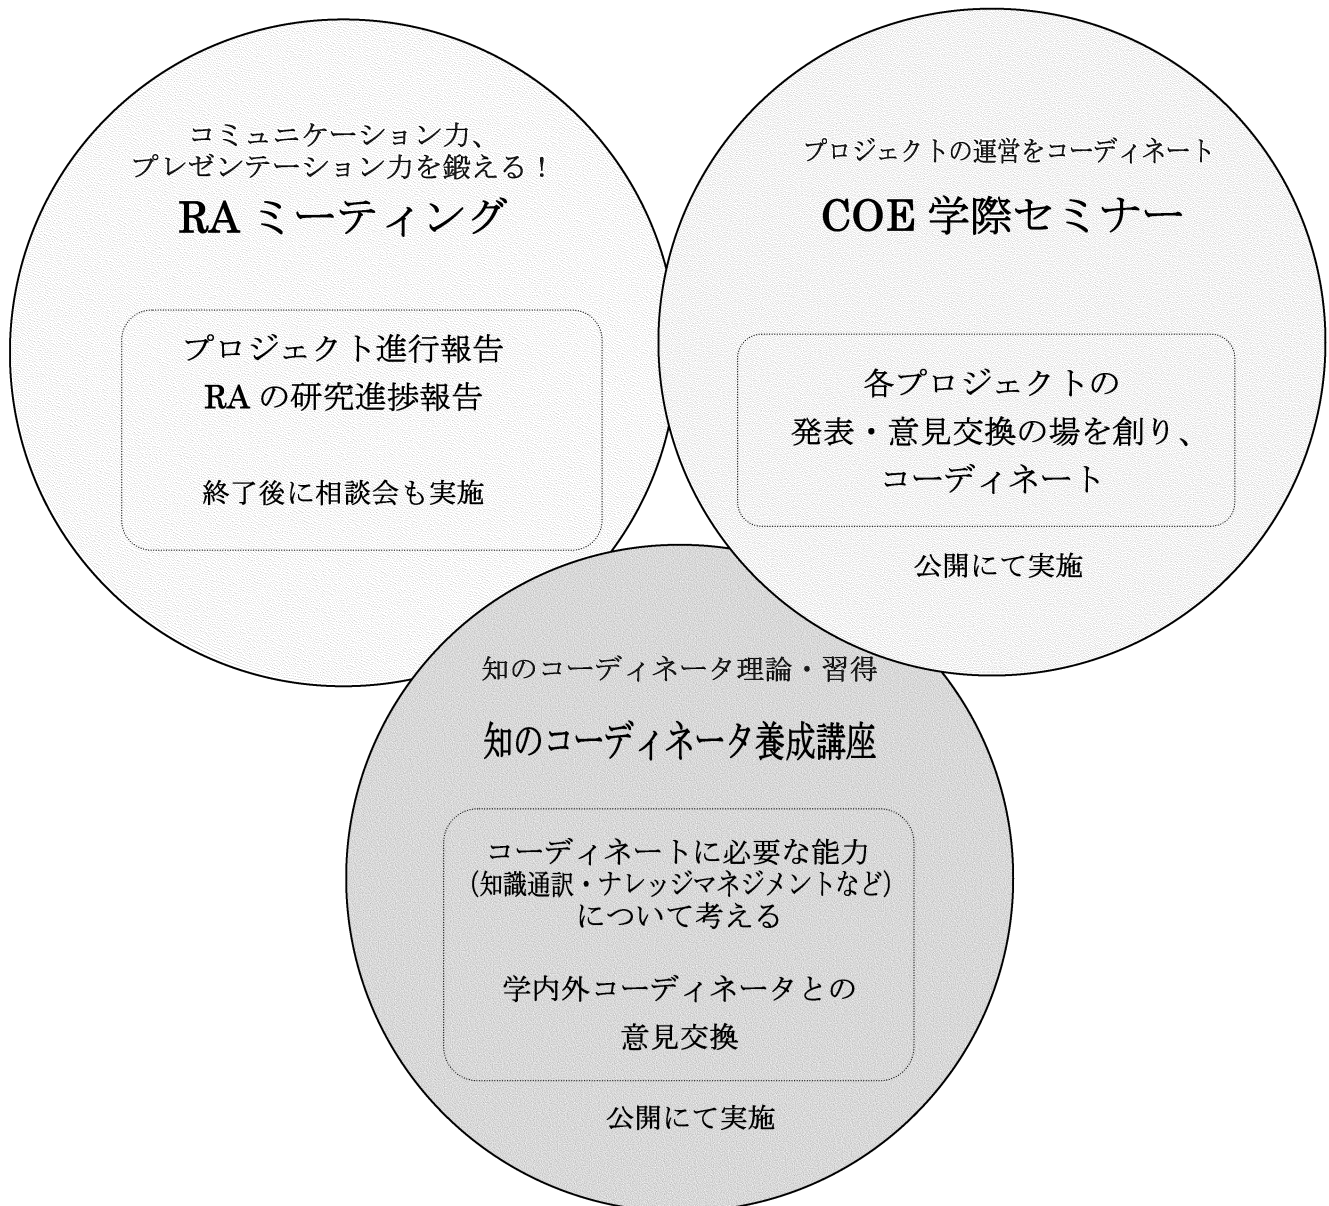 コミュニケーション力、
プレゼンテーション力を鍛える！
RA ミーティング
プロジェクト進行報告
RA の研究進捗報告
終了後に相談会も実施
プロジェクトの運営をコーディネート
COE 学際セミナー
各プロジェクトの
発表・意見交換の場を創り、
コーディネート
公開にて実施
知のコーディネータ理論・習得
知のコーディネータ養成講座
コーディネートに必要な能力
（知識通訳・ナレッジマネジメントなど）
について考える
学内外コーディネータとの
意見交換
公開にて実施